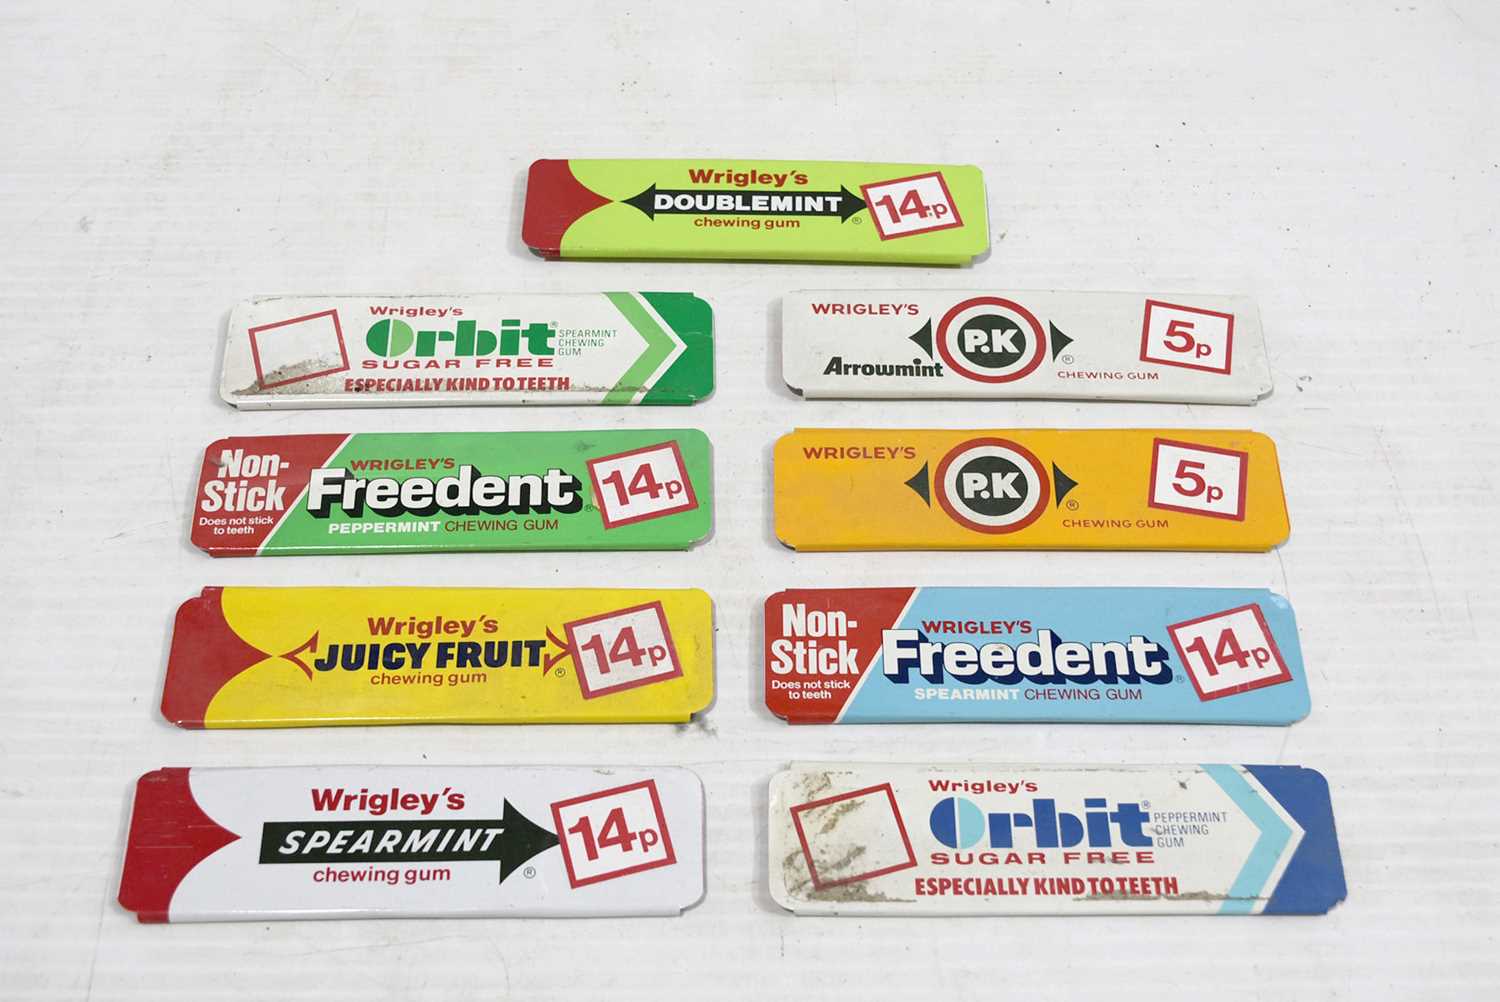 Wrigley's
DOUBLEMINT
chewing gum
®
14p
Wrigley's
Orbit®
SPEARMINT
CHEWING
GUM
SUGAR FREE
ESPECIALLY KIND TO TEETH
WRIGLEY'S
P.K
Arrowmint
®
CHEWING GUM
5p
Non-
Stick
Does not stick
to teeth
WRIGLEY'S
Freedent®
PEPPERMINT CHEWING GUM
14p
WRIGLEY'S
P.K
®
CHEWING GUM
5p
Wrigley's
JUICY FRUIT
chewing gum
®
14p
Non-
Stick
Does not stick
to teeth
WRIGLEY'S
Freedent®
SPEARMINT CHEWING GUM
14p
Wrigley's
SPEARMINT
chewing gum
®
14p
Wrigley's
Orbit®
PEPPERMINT
CHEWING
GUM
SUGAR FREE
ESPECIALLY KIND TO TEETH